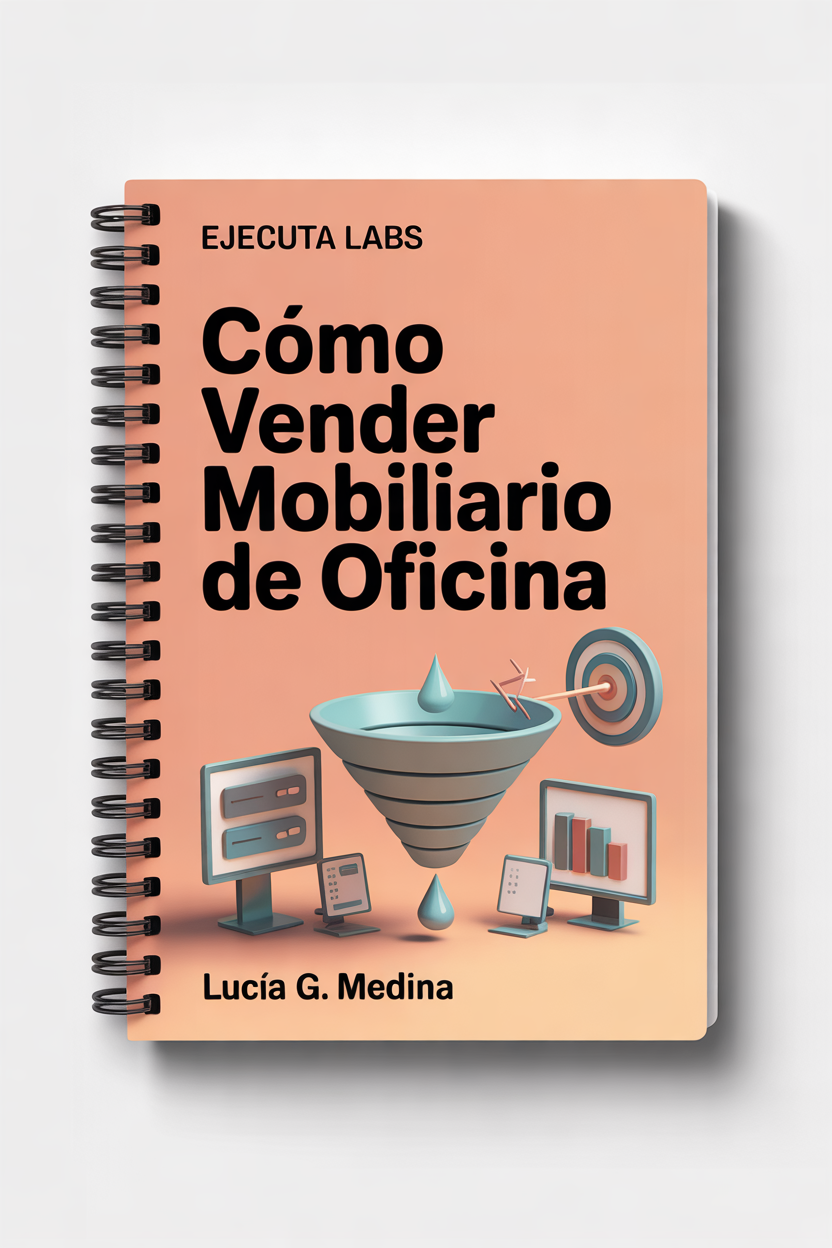 EJECUTA LABS
Cómo
Vender
Mobiliario
de Oficina
Lucía G. Medina